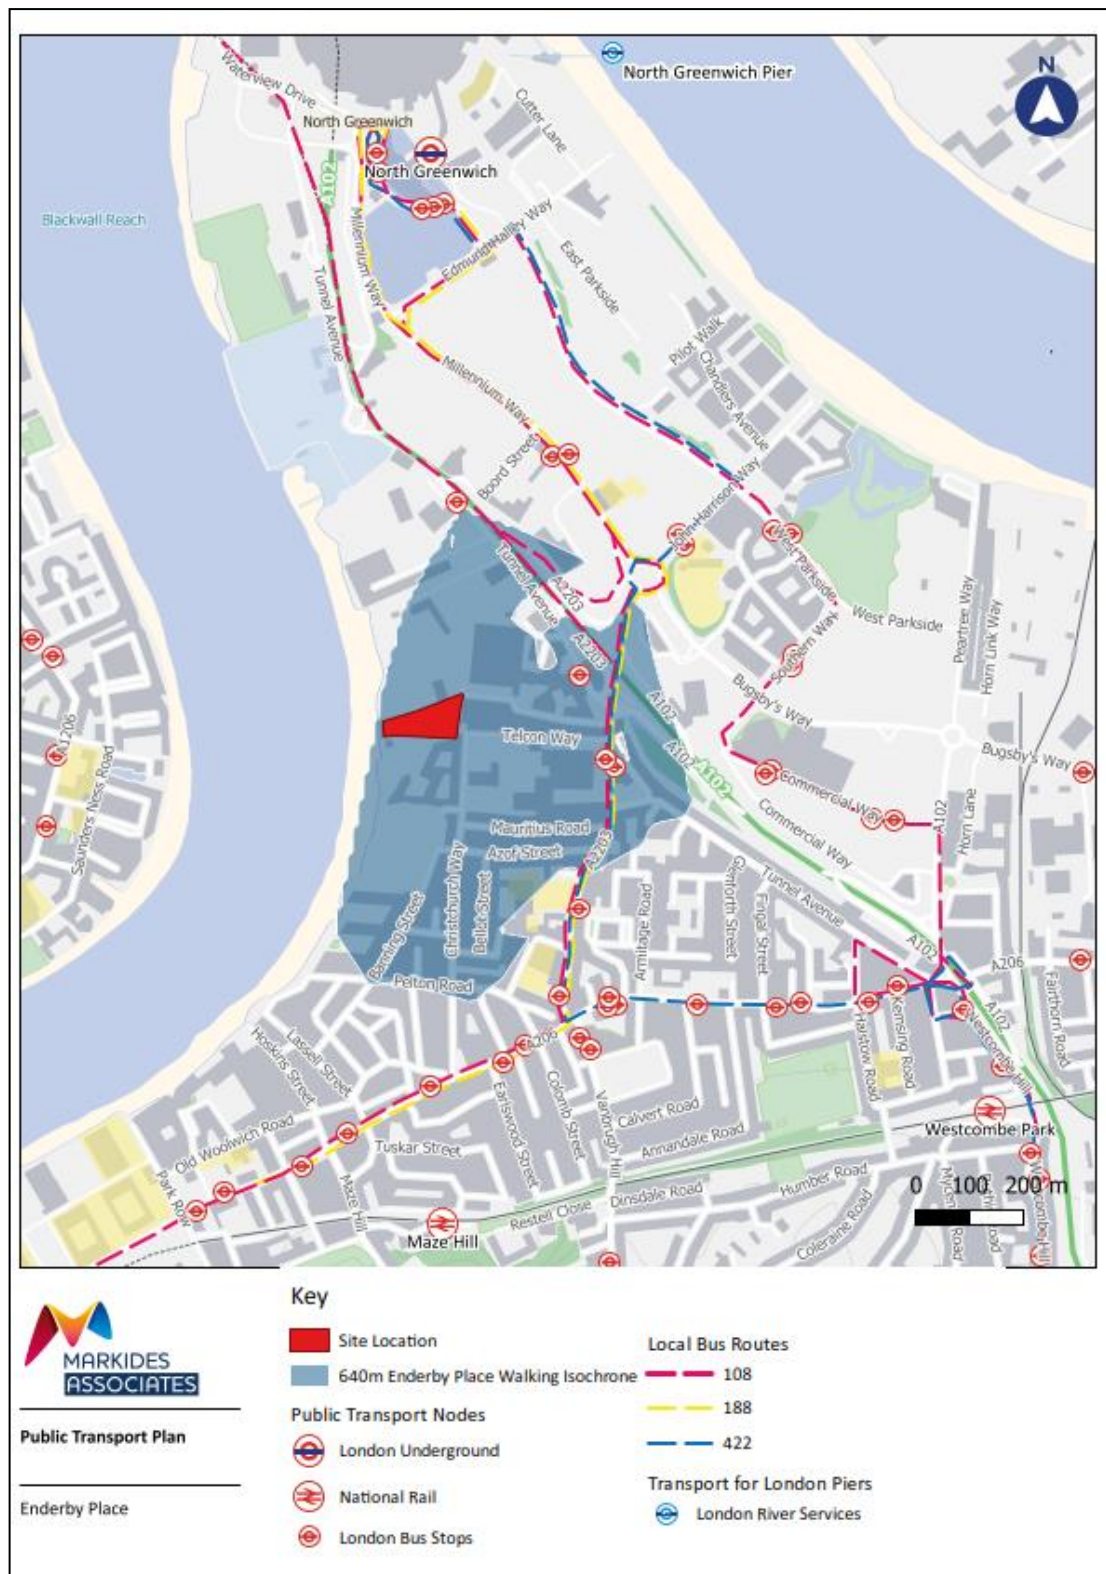 North Greenwich Pier
N
Waterview Drive
Cutter Lane
North Greenwich
North Greenwich
A102
Blackwall Reach
Millennium Way
Edmund Halley Way
East Parkside
Tunnel Avenue
Pilot Walk
Chandlers Avenue
Millennium Way
Boord Street
John Harrison Way
West Parkside
Tunnel Avenue
A2203
West Parkside
Peartree Way
Horn Link Way
Southern Way
A2203
A1206
Saunders Ness Road
Bugsby's Way
A102
Telcon Way
A102
A102
Bugsby's Way
Commercial Way
Commercial Way
A102
Horn Lane
Mauritius Road
Azof Street
A2203
Christchurch Way
Bellot Street
Banning Street
Armitage Road
Glenforth Street
Fingal Street
Tunnel Avenue
A102
A206
Pelton Road
Fairthorn Road
A102
Kemsing Road
Halstow Road
Westcombe Hill
Lassell Street
Hoskins Street
A206
Colomb Street
Earlswood Street
Vanbrugh Hill
Calvert Road
Annandale Road
Westcombe Park
Old Woolwich Road
Tuskar Street
Park Row
Maze Hill
Humber Road
Dinsdale Road
Restell Close
Coleraine Road
Westcombe Hill
Maze Hill
0 100 200 m
MARKIDES
ASSOCIATES
Public Transport Plan
Enderby Place
Key
Site Location
640m Enderby Place Walking Isochrone
Public Transport Nodes
London Underground
National Rail
London Bus Stops
Local Bus Routes
108
188
422
Transport for London Piers
London River Services